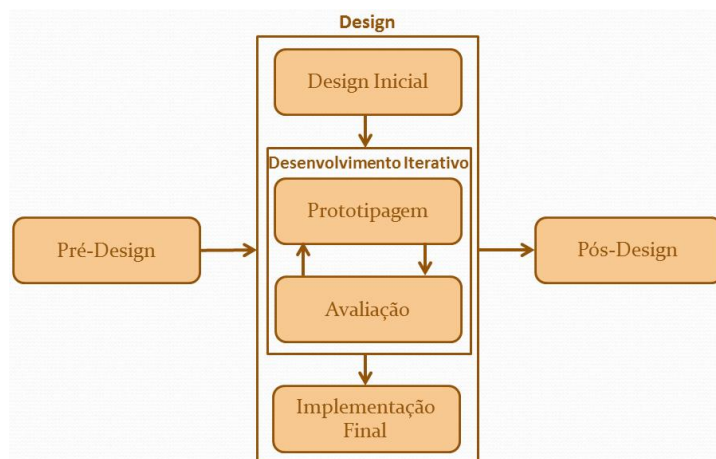 Design
Design Inicial
Desenvolvimento Iterativo
Prototipagem
Pré-Design
Pós-Design
Avaliação
Implementação
Final